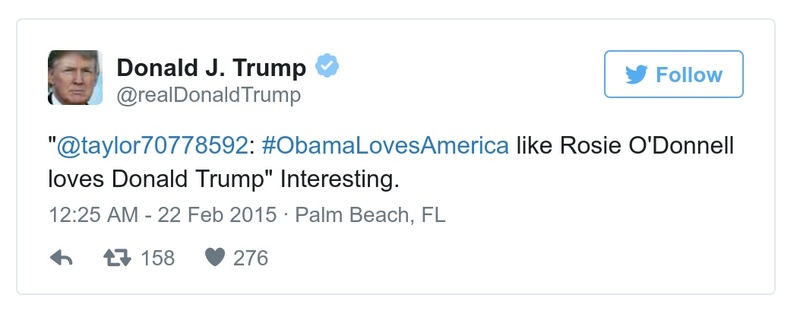 Donald J. Trump
@realDonaldTrump
Follow
"@taylor70778592: #ObamaLovesAmerica like Rosie O'Donnell
loves Donald Trump" Interesting.
12:25 AM - 22 Feb 2015 · Palm Beach, FL
158 276